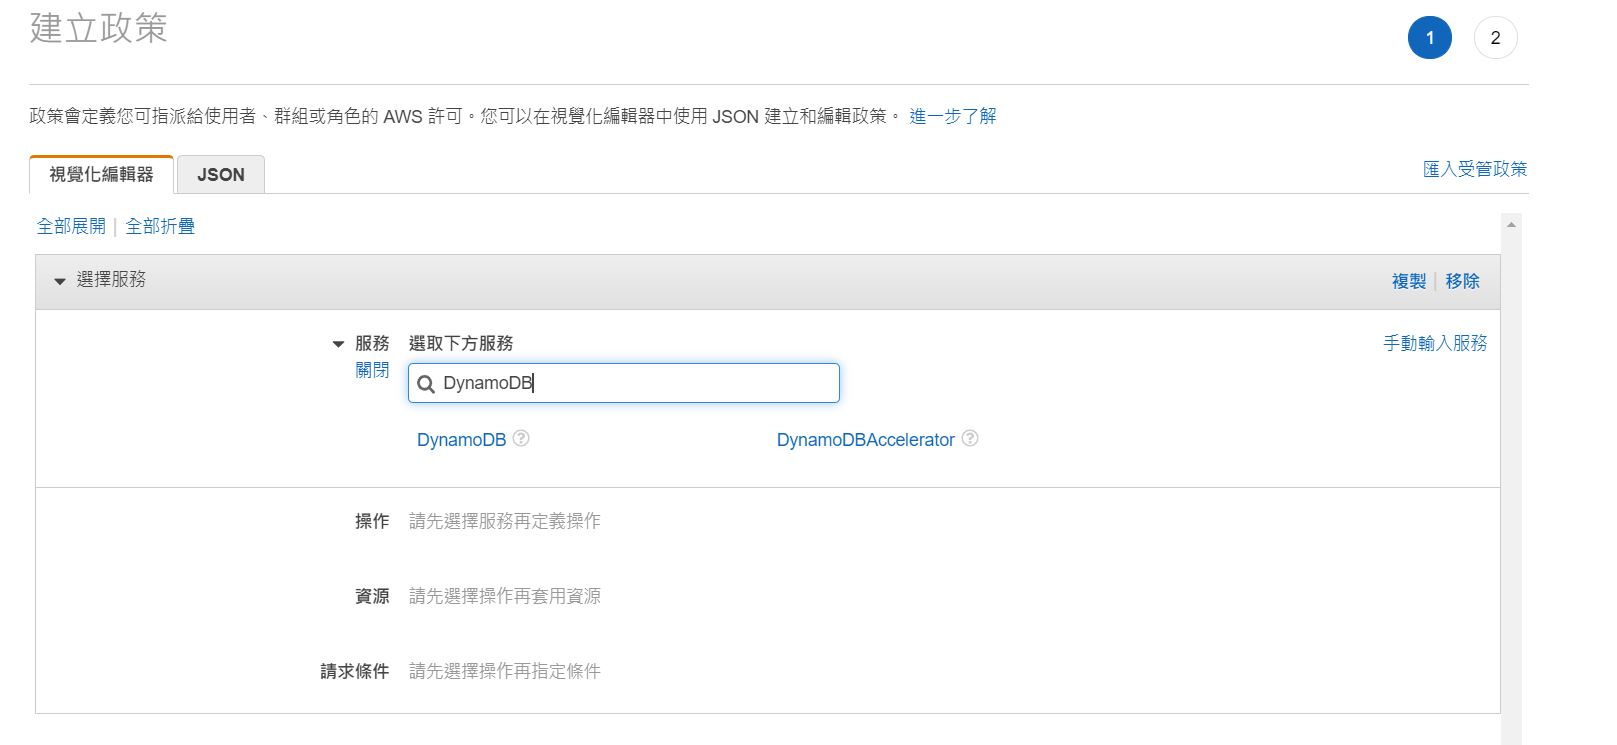 建立政策
1 2
政策會定義您可指派給使用者、群組或角色的 AWS 許可。您可以在視覺化編輯器中使用 JSON 建立和編輯政策。 進一步了解
視覺化編輯器 JSON 匯入受管政策
全部展開 | 全部折疊
選擇服務 複製 | 移除
服務 選取下方服務 手動輸入服務
關閉 DynamoDB
DynamoDB ? DynamoDBAccelerator ?
操作 請先選擇服務再定義操作
資源 請先選擇操作再套用資源
請求條件 請先選擇操作再指定條件